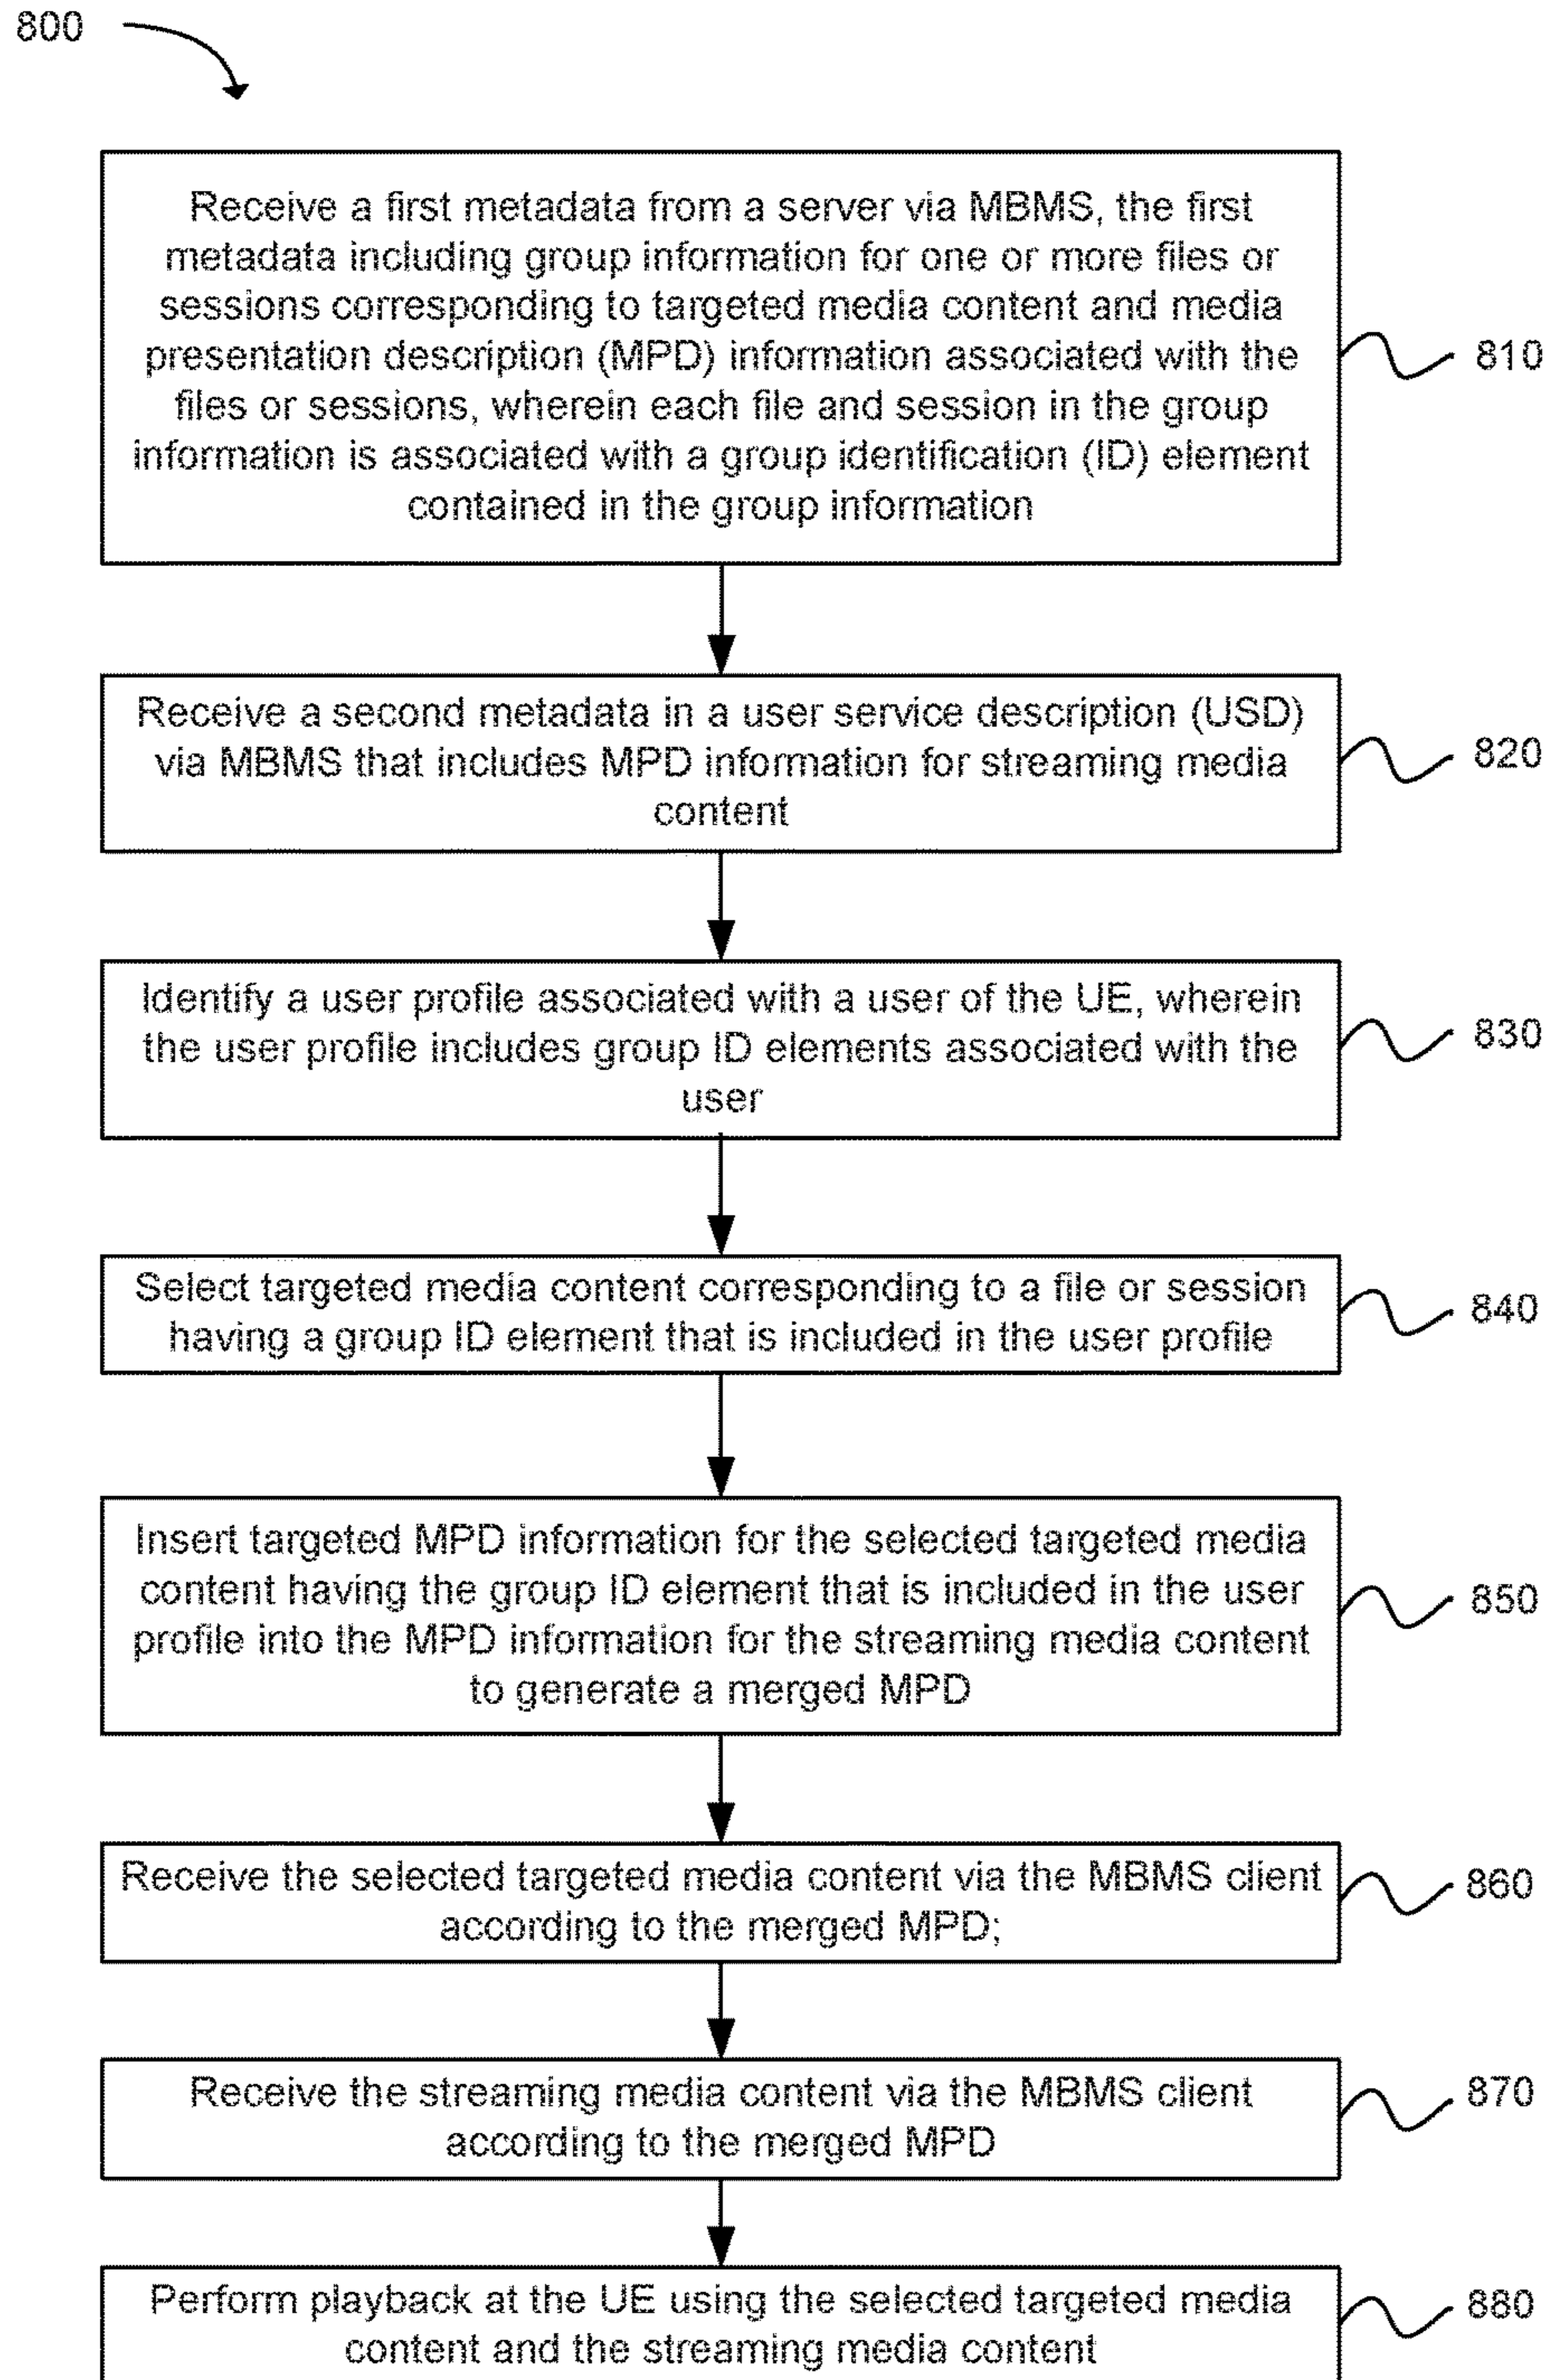 800
Receive a first metadata from a server via MBMS, the first
metadata including group information for one or more files or
sessions corresponding to targeted media content and media
presentation description (MPD) information associated with the
files or sessions, wherein each file and session in the group
information is associated with a group identification (ID) element
contained in the group information
810
Receive a second metadata in a user service description (USD)
via MBMS that includes MPD information for streaming media
content
820
Identify a user profile associated with a user of the UE, wherein
the user profile includes group ID elements associated with the
user
830
Select targeted media content corresponding to a file or session
having a group ID element that is included in the user profile
840
Insert targeted MPD information for the selected targeted media
content having the group ID element that is included in the user
profile into the MPD information for the streaming media content
to generate a merged MPD
850
Receive the selected targeted media content via the MBMS client
according to the merged MPD;
860
Receive the streaming media content via the MBMS client
according to the merged MPD
870
Perform playback at the UE using the selected targeted media
content and the streaming media content
880